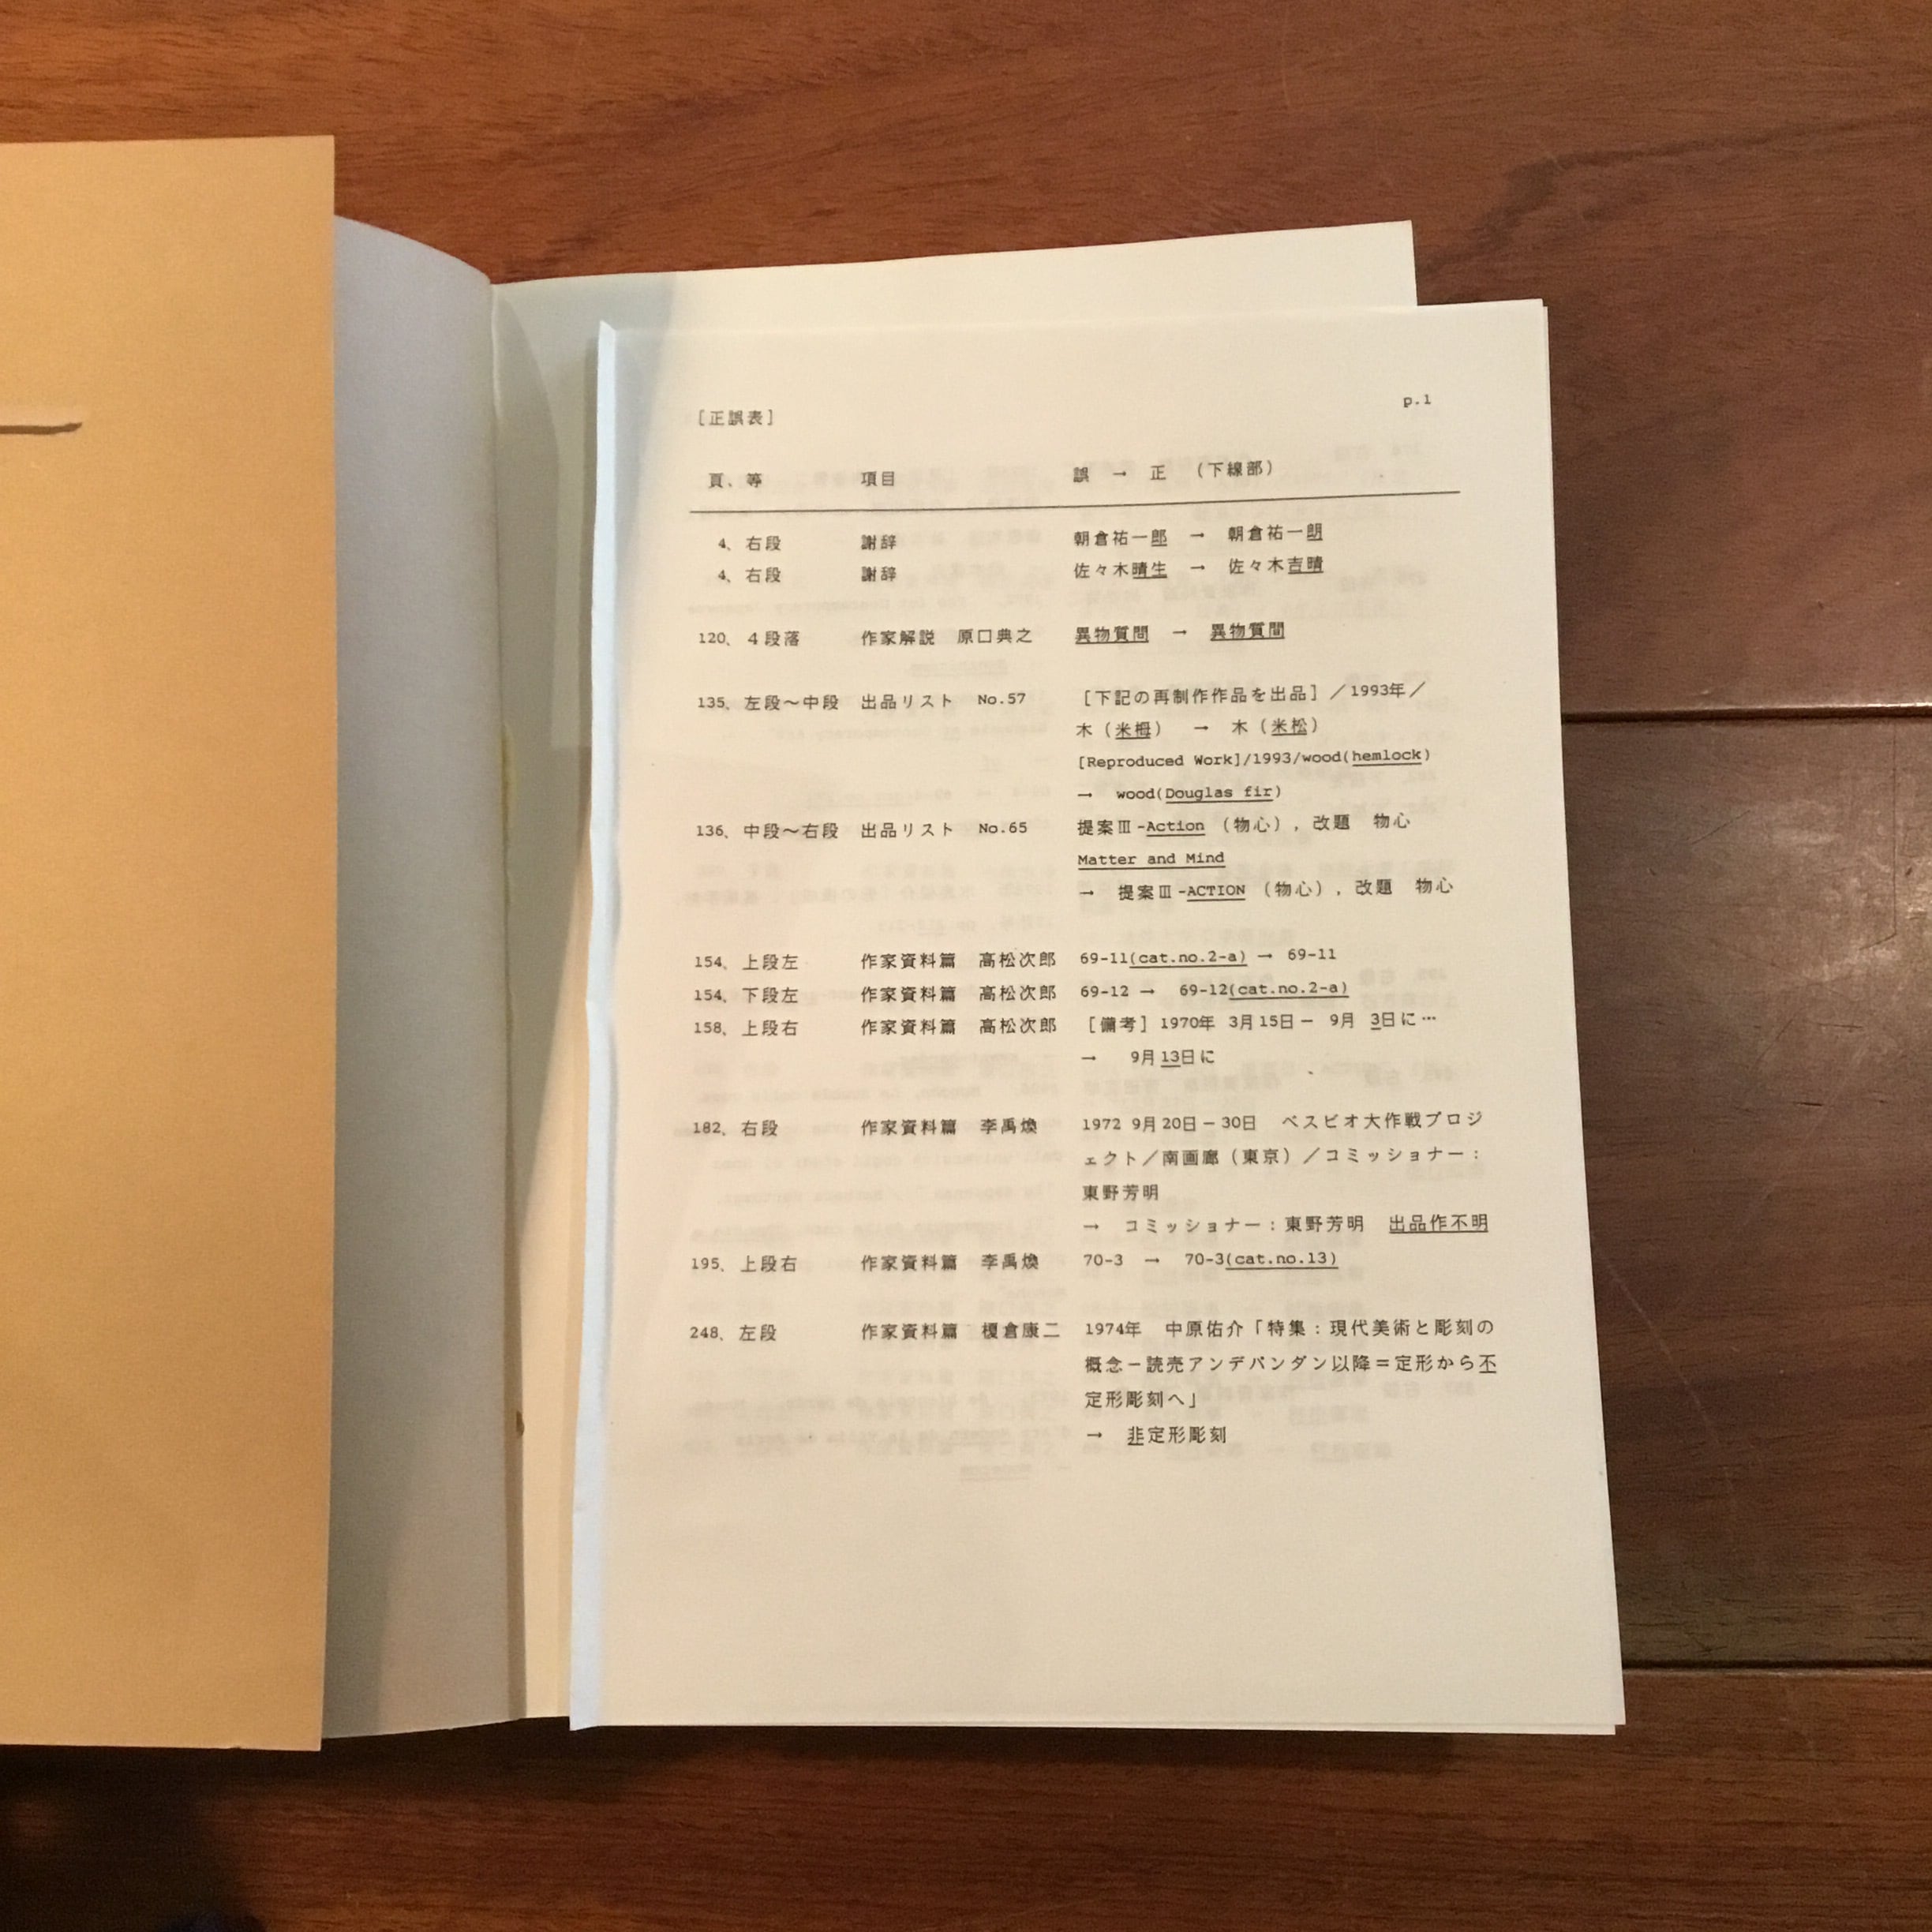 p.1
［正誤表］
頁、等 項目 誤 → 正 （下線部）
4、右段 謝辞 朝倉祐一郎 → 朝倉祐一朗
4、右段 謝辞 佐々木晴生 → 佐々木吉晴
120、４段落 作家解説 原口典之 異物質問 → 異物質間
135、左段～中段 出品リスト No.57 ［下記の再制作作品を出品］／1993年／
木（米栂） → 木（米松）
[Reproduced Work]/1993/wood(hemlock)
→ wood(Douglas fir)
136、中段～右段 出品リスト No.65 提案Ⅲ-Action （物心）, 改題 物心
Matter and Mind
→ 提案Ⅲ-ACTION （物心）, 改題 物心
154、上段左 作家資料篇 高松次郎 69-11(cat.no.2-a) → 69-11
154、下段左 作家資料篇 高松次郎 69-12 → 69-12(cat.no.2-a)
158、上段右 作家資料篇 高松次郎 ［備考］1970年 3月15日－ 9月 3日に…
→ 9月13日に
182、右段 作家資料篇 李禹煥 1972 9月20日－30日 ベスビオ大作戦プロジ
ェクト／南画廊（東京）／コミッショナー：
東野芳明
→ コミッショナー：東野芳明 出品作不明
195、上段右 作家資料篇 李禹煥 70-3 → 70-3(cat.no.13)
248、左段 作家資料篇 榎倉康二 1974年 中原佑介「特集：現代美術と彫刻の
概念－読売アンデパンダン以降＝定形から不
定形彫刻へ」
→ 非定形彫刻